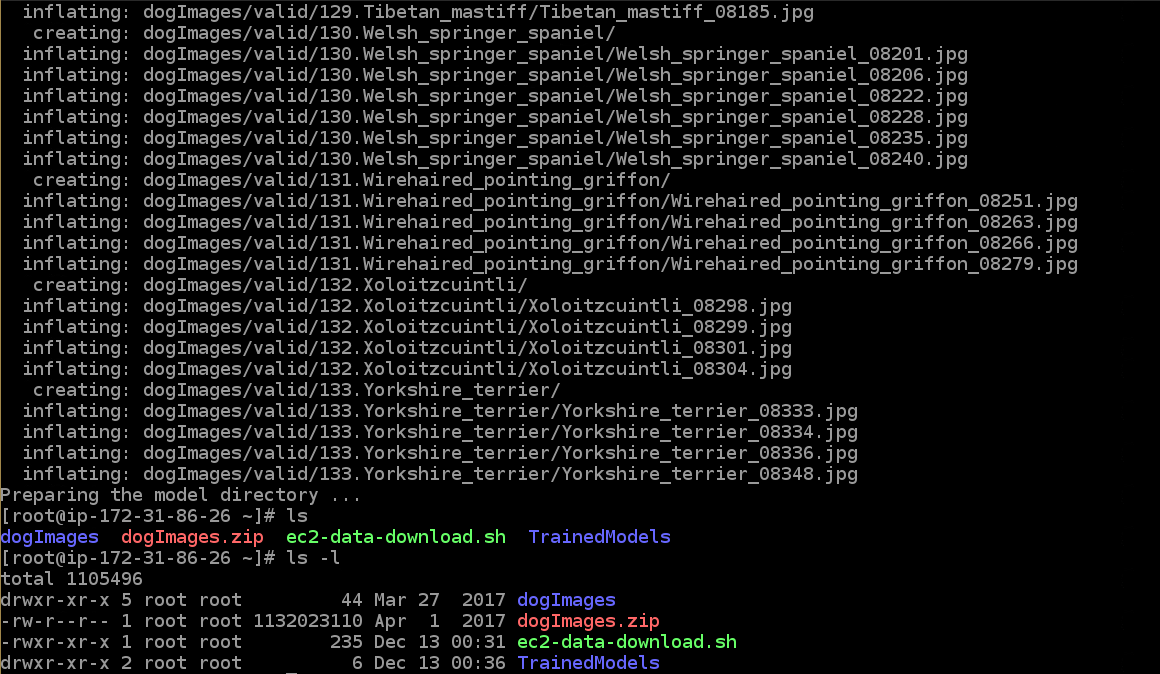 inflating: dogImages/valid/129.Tibetan_mastiff/Tibetan_mastiff_08185.jpg
   creating: dogImages/valid/130.Welsh_springer_spaniel/
  inflating: dogImages/valid/130.Welsh_springer_spaniel/Welsh_springer_spaniel_08201.jpg
  inflating: dogImages/valid/130.Welsh_springer_spaniel/Welsh_springer_spaniel_08206.jpg
  inflating: dogImages/valid/130.Welsh_springer_spaniel/Welsh_springer_spaniel_08222.jpg
  inflating: dogImages/valid/130.Welsh_springer_spaniel/Welsh_springer_spaniel_08228.jpg
  inflating: dogImages/valid/130.Welsh_springer_spaniel/Welsh_springer_spaniel_08235.jpg
  inflating: dogImages/valid/130.Welsh_springer_spaniel/Welsh_springer_spaniel_08240.jpg
   creating: dogImages/valid/131.Wirehaired_pointing_griffon/
  inflating: dogImages/valid/131.Wirehaired_pointing_griffon/Wirehaired_pointing_griffon_08251.jpg
  inflating: dogImages/valid/131.Wirehaired_pointing_griffon/Wirehaired_pointing_griffon_08263.jpg
  inflating: dogImages/valid/131.Wirehaired_pointing_griffon/Wirehaired_pointing_griffon_08266.jpg
  inflating: dogImages/valid/131.Wirehaired_pointing_griffon/Wirehaired_pointing_griffon_08279.jpg
   creating: dogImages/valid/132.Xoloitzcuintli/
  inflating: dogImages/valid/132.Xoloitzcuintli/Xoloitzcuintli_08298.jpg
  inflating: dogImages/valid/132.Xoloitzcuintli/Xoloitzcuintli_08299.jpg
  inflating: dogImages/valid/132.Xoloitzcuintli/Xoloitzcuintli_08301.jpg
  inflating: dogImages/valid/132.Xoloitzcuintli/Xoloitzcuintli_08304.jpg
   creating: dogImages/valid/133.Yorkshire_terrier/
  inflating: dogImages/valid/133.Yorkshire_terrier/Yorkshire_terrier_08333.jpg
  inflating: dogImages/valid/133.Yorkshire_terrier/Yorkshire_terrier_08334.jpg
  inflating: dogImages/valid/133.Yorkshire_terrier/Yorkshire_terrier_08336.jpg
  inflating: dogImages/valid/133.Yorkshire_terrier/Yorkshire_terrier_08348.jpg
Preparing the model directory ...
[root@ip-172-31-86-26 ~]# ls
dogImages  dogImages.zip  ec2-data-download.sh  TrainedModels
[root@ip-172-31-86-26 ~]# ls -l
total 1105496
drwxr-xr-x 5 root root         44 Mar 27  2017 dogImages
-rw-r--r-- 1 root root 1132023110 Apr  1  2017 dogImages.zip
-rwxr-xr-x 1 root root        235 Dec 13 00:31 ec2-data-download.sh
drwxr-xr-x 2 root root          6 Dec 13 00:36 TrainedModels